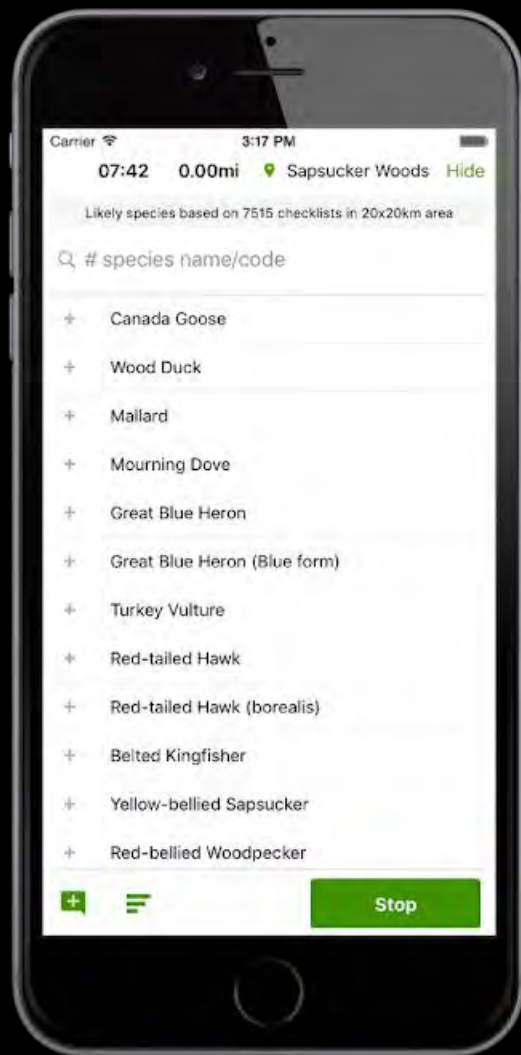 Carrier 3:17 PM
07:42 0.00mi Sapsucker Woods Hide
Likely species based on 7515 checklists in 20x20km area
# species name/code
+ Canada Goose
+ Wood Duck
+ Mallard
+ Mourning Dove
+ Great Blue Heron
+ Great Blue Heron (Blue form)
+ Turkey Vulture
+ Red-tailed Hawk
+ Red-tailed Hawk (borealis)
+ Belted Kingfisher
+ Yellow-bellied Sapsucker
+ Red-bellied Woodpecker
Stop